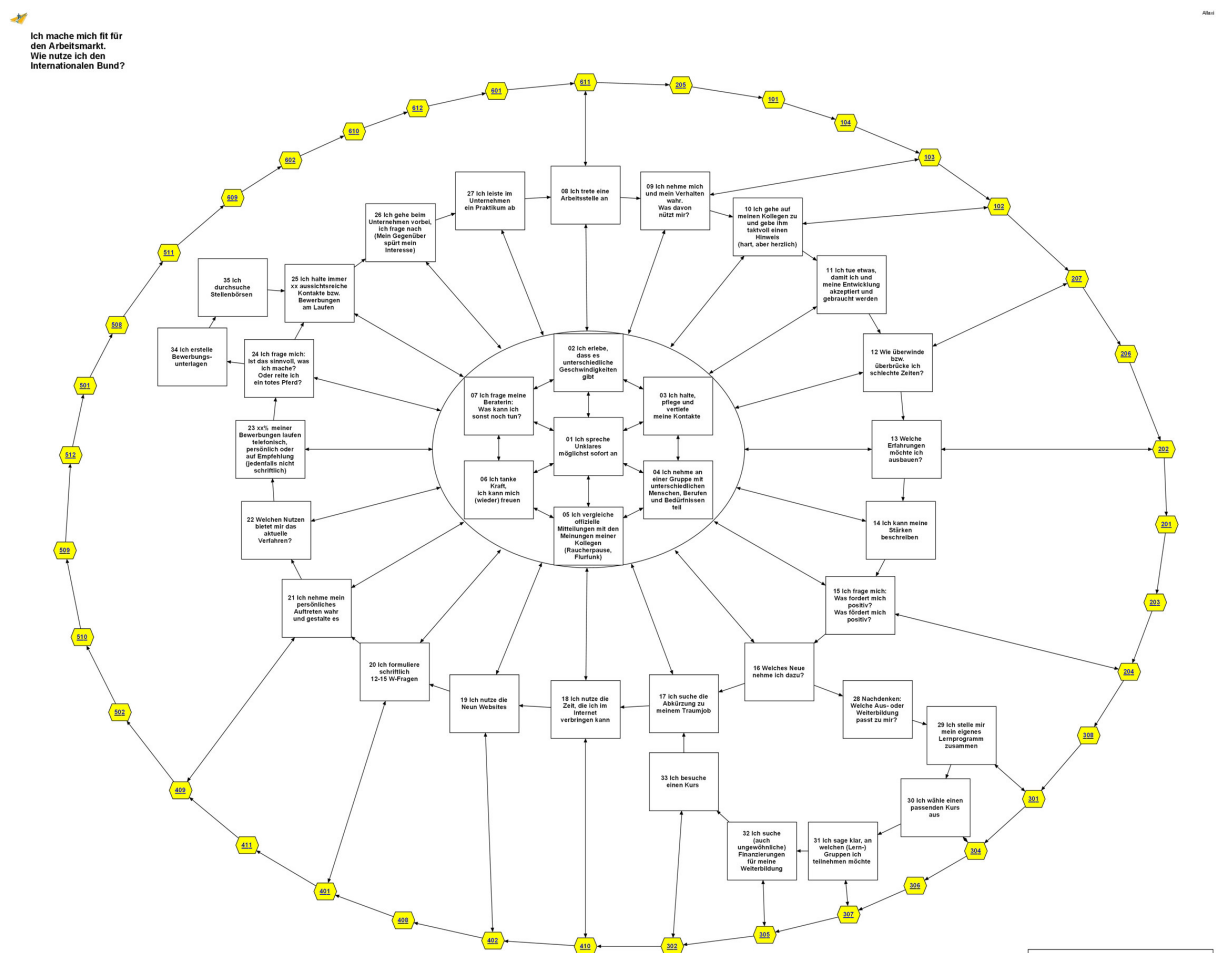 Ich mache mich fit für
den Arbeitsmarkt.
Wie nutze ich den
Internationalen Bund?
611
205
101
104
103
102
207
206
202
201
203
204
308
301
304
306
307
305
302
410
402
408
401
411
409
502
510
509
512
501
508
511
609
602
610
612
601
08 Ich trete eine
Arbeitsstelle an
09 Ich nehme mich
und mein Verhalten
wahr.
Was davon
nützt mir?
10 Ich gehe auf
meinen Kollegen zu
und gebe ihm
taktvoll einen
Hinweis
(hart, aber herzlich)
11 Ich tue etwas,
damit ich und
meine Entwicklung
akzeptiert und
gebraucht werden
12 Wie überwinde
bzw.
überbrücke ich
schlechte Zeiten?
13 Welche
Erfahrungen
möchte ich
ausbauen?
14 Ich kann meine
Stärken
beschreiben
15 Ich frage mich:
Was fordert mich
positiv?
Was fördert mich
positiv?
16 Welches Neue
nehme ich dazu?
28 Nachdenken:
Welche Aus- oder
Weiterbildung
passt zu mir?
29 Ich stelle mir
mein eigenes
Lernprogramm
zusammen
30 Ich wähle einen
passenden Kurs
aus
31 Ich sage klar, an
welchen (Lern-)
Gruppen ich
teilnehmen möchte
32 Ich suche
(auch
ungewöhnliche)
Finanzierungen
für meine
Weiterbildung
33 Ich besuche
einen Kurs
17 Ich suche die
Abkürzung zu
meinem Traumjob
18 Ich nutze die
Zeit, die ich im
Internet
verbringen kann
19 Ich nutze die
Neun Websites
20 Ich formuliere
schriftlich
12-15 W-Fragen
21 Ich nehme mein
persönliches
Auftreten wahr
und gestalte es
22 Welchen Nutzen
bietet mir das
aktuelle
Verfahren?
23 xx% meiner
Bewerbungen laufen
telefonisch,
persönlich oder
auf Empfehlung
(jedenfalls nicht
schriftlich)
24 Ich frage mich:
Ist das sinnvoll, was
ich mache?
Oder reite ich
ein totes Pferd?
34 Ich erstelle
Bewerbungs-
unterlagen
35 Ich
durchsuche
Stellenbörsen
25 Ich halte immer
xx aussichtsreiche
Kontakte bzw.
Bewerbungen
am Laufen
26 Ich gehe beim
Unternehmen vorbei,
ich frage nach
(Mein Gegenüber
spürt mein
Interesse)
27 Ich leiste im
Unternehmen
ein Praktikum ab
02 Ich erlebe,
dass es
unterschiedliche
Geschwindigkeiten
gibt
07 Ich frage meine
Beraterin:
Was kann ich
sonst noch tun?
03 Ich halte,
pflege und
vertiefe
meine Kontakte
01 Ich spreche
Unklares
möglichst sofort an
06 Ich tanke
Kraft,
ich kann mich
(wieder) freuen
04 Ich nehme an
einer Gruppe mit
unterschiedlichen
Menschen, Berufen
und Bedürfnissen
teil
05 Ich vergleiche
offizielle
Mitteilungen mit den
Meinungen meiner
Kollegen
(Raucherpause,
Flurfunk)